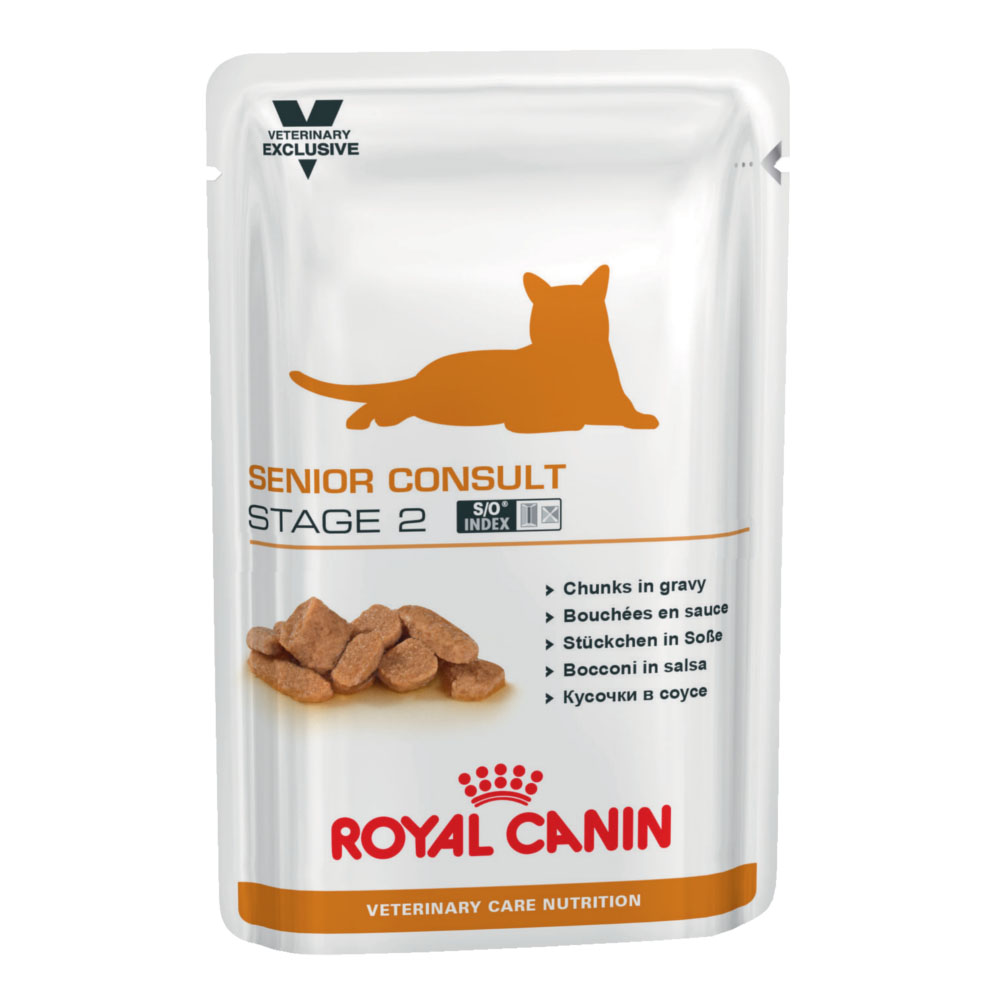 VETERINARY
EXCLUSIVE
SENIOR CONSULT
STAGE 2
S/O®
INDEX
Chunks in gravy
Bouchées en sauce
Stückchen in Soße
Bocconi in salsa
Кусочки в соусе
ROYAL CANIN
VETERINARY CARE NUTRITION